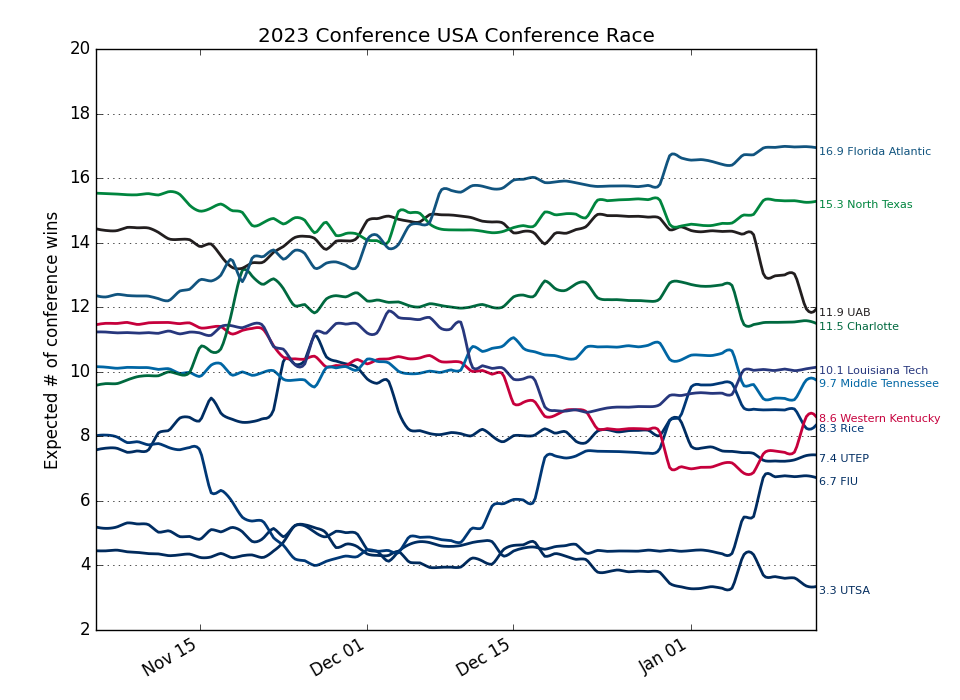 2023 Conference USA Conference Race
Expected # of conference wins
20
18
16
14
12
10
8
6
4
2
Nov 15
Dec 01
Dec 15
Jan 01
16.9 Florida Atlantic
15.3 North Texas
11.9 UAB
11.5 Charlotte
10.1 Louisiana Tech
9.7 Middle Tennessee
8.6 Western Kentucky
8.3 Rice
7.4 UTEP
6.7 FIU
3.3 UTSA